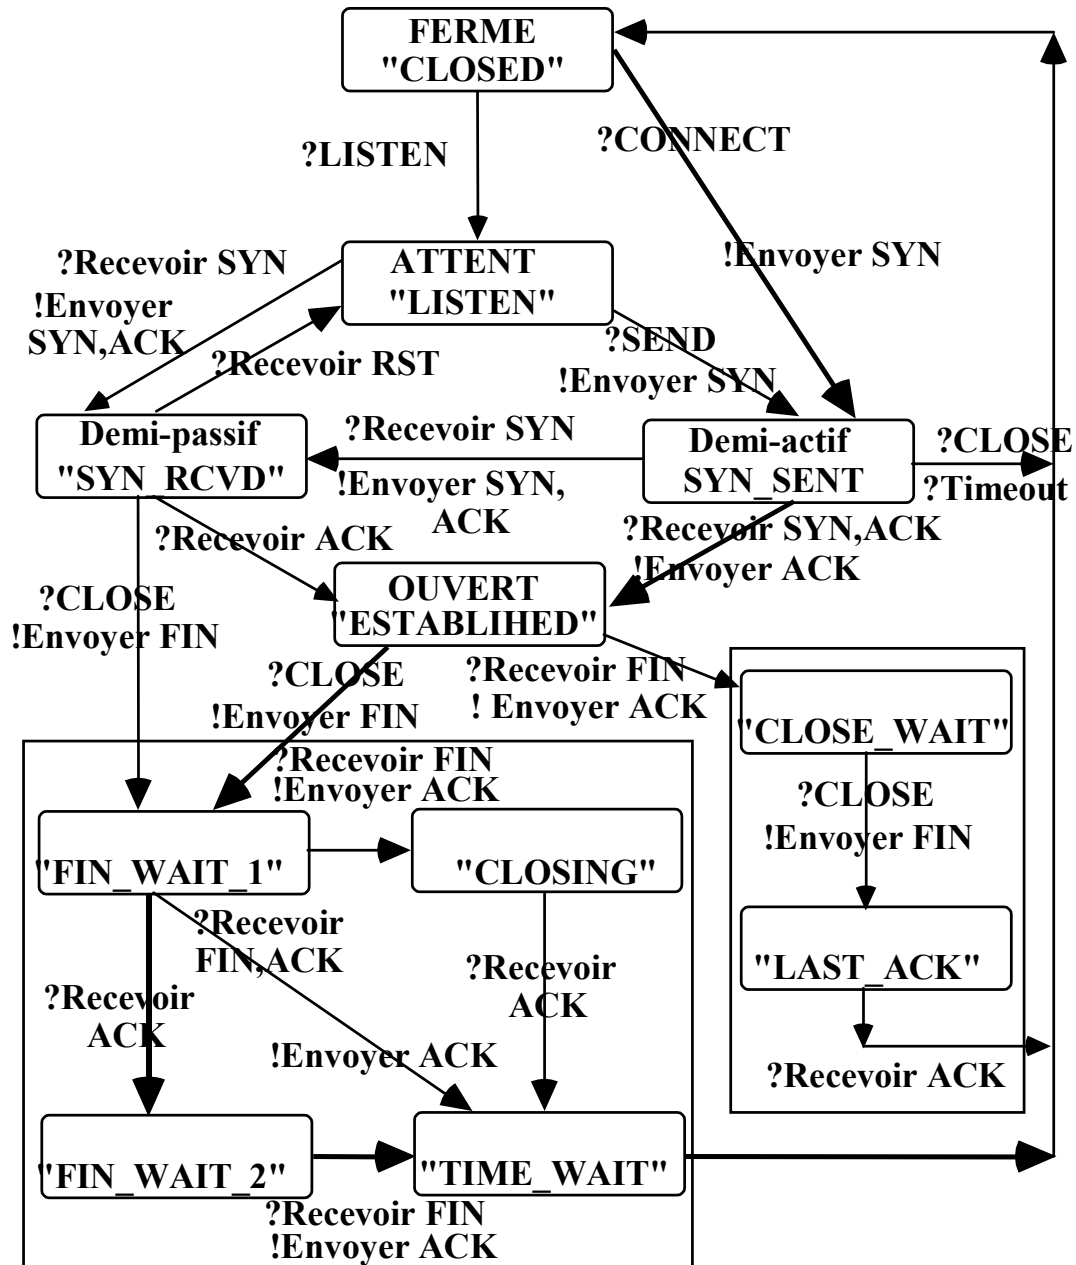 FERME
"CLOSED"
?LISTEN
?CONNECT
!Envoyer SYN
?Recevoir SYN
!Envoyer
SYN,ACK
ATTENT
"LISTEN"
?Recevoir RST
?SEND
!Envoyer SYN
Demi-passif
"SYN_RCVD"
?Recevoir SYN
!Envoyer SYN,
ACK
Demi-actif
SYN_SENT
?CLOSE
?Timeout
?Recevoir ACK
?Recevoir SYN,ACK
!Envoyer ACK
OUVERT
"ESTABLIHED"
?CLOSE
!Envoyer FIN
?CLOSE
!Envoyer FIN
?Recevoir FIN
! Envoyer ACK
"CLOSE_WAIT"
?CLOSE
!Envoyer FIN
"LAST_ACK"
?Recevoir ACK
?Recevoir FIN
!Envoyer ACK
"FIN_WAIT_1"
"CLOSING"
?Recevoir
FIN,ACK
!Envoyer ACK
?Recevoir
ACK
?Recevoir
ACK
"FIN_WAIT_2"
"TIME_WAIT"
?Recevoir FIN
!Envoyer ACK